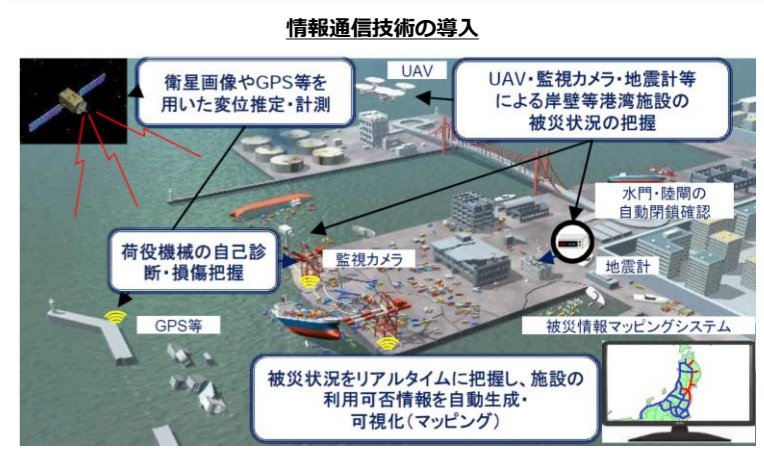 情報通信技術の導入
衛星画像やGPS等を
用いた変位推定・計測
UAV
UAV・監視カメラ・地震計等
による岸壁等港湾施設の
被災状況の把握
水門・陸閘の
自動閉鎖確認
荷役機械の自己診
断・損傷把握
監視カメラ
地震計
GPS等
被災情報マッピングシステム
被災状況をリアルタイムに把握し、施設の
利用可否情報を自動生成・
可視化(マッピング)